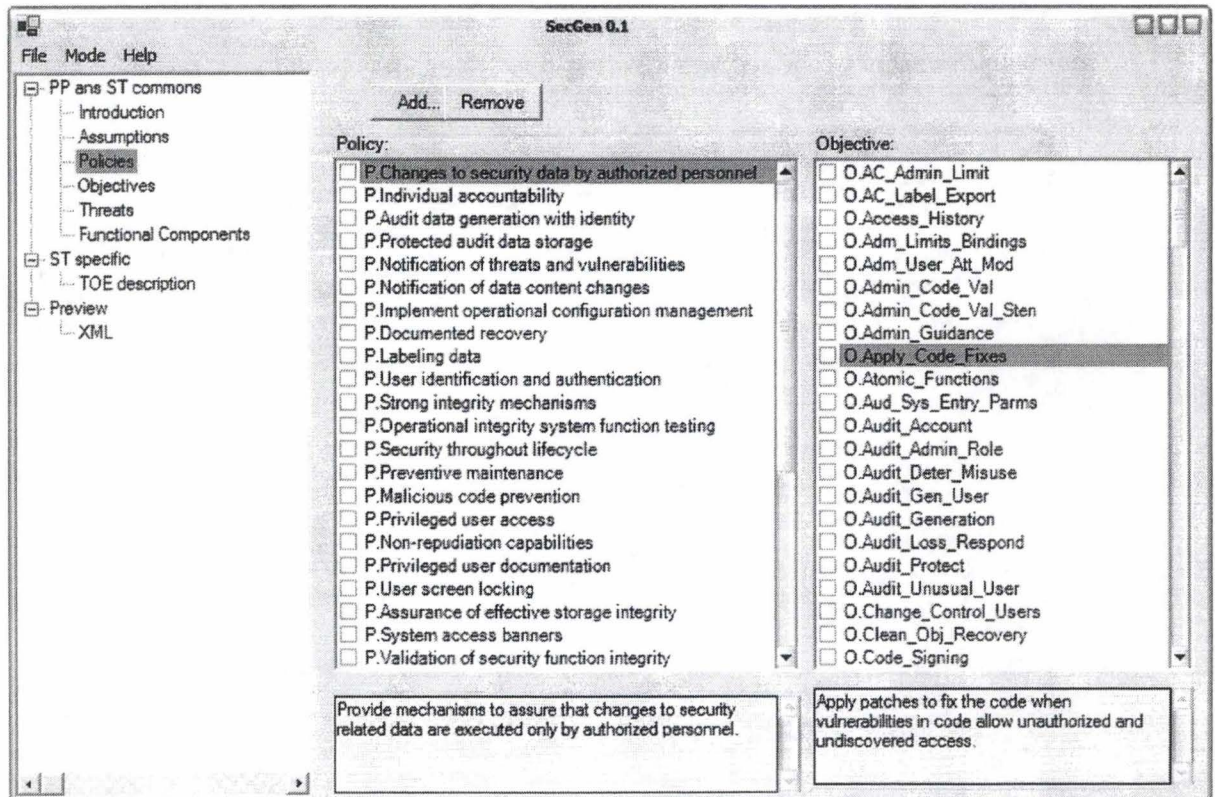 SecGen 0.1
File Mode Help
PP ans ST commons
Introduction
Assumptions
Policies
Objectives
Threats
Functional Components
ST specific
TOE description
Preview
XML
Add... Remove
Policy:
P.Changes to security data by authorized personnel
P.Individual accountability
P.Audit data generation with identity
P.Protected audit data storage
P.Notification of threats and vulnerabilities
P.Notification of data content changes
P.Implement operational configuration management
P.Documented recovery
P.Labeling data
P.User identification and authentication
P.Strong integrity mechanisms
P.Operational integrity system function testing
P.Security throughout lifecycle
P.Preventive maintenance
P.Malicious code prevention
P.Privileged user access
P.Non-repudiation capabilities
P.Privileged user documentation
P.User screen locking
P.Assurance of effective storage integrity
P.System access banners
P.Validation of security function integrity
Provide mechanisms to assure that changes to security
related data are executed only by authorized personnel.
Objective:
O.AC_Admin_Limit
O.AC_Label_Export
O.Access_History
O.Adm_Limits_Bindings
O.Adm_User_Att_Mod
O.Admin_Code_Val
O.Admin_Code_Val_Sten
O.Admin_Guidance
O.Apply_Code_Fixes
O.Atomic_Functions
O.Aud_Sys_Entry_Parms
O.Audit_Account
O.Audit_Admin_Role
O.Audit_Deter_Misuse
O.Audit_Gen_User
O.Audit_Generation
O.Audit_Loss_Respond
O.Audit_Protect
O.Audit_Unusual_User
O.Change_Control_Users
O.Clean_Obj_Recovery
O.Code_Signing
Apply patches to fix the code when
vulnerabilities in code allow unauthorized and
undiscovered access.